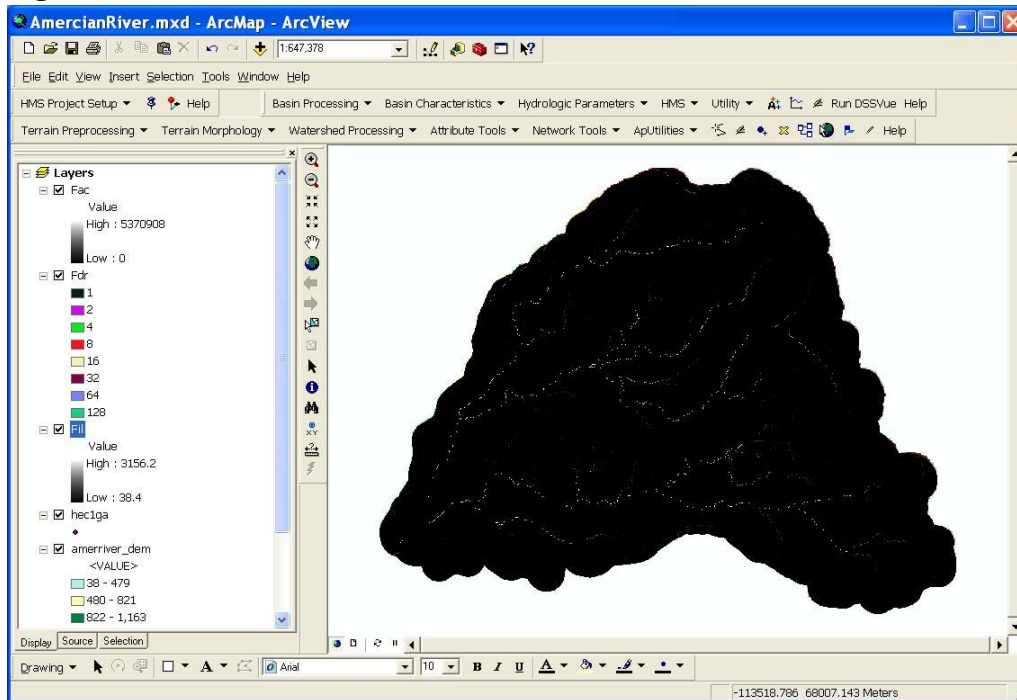 AmercianRiver.mxd - ArcMap - ArcView
1:647,378
File Edit View Insert Selection Tools Window Help
HMS Project Setup Help Basin Processing Basin Characteristics Hydrologic Parameters HMS Utility Run DSSVue Help
Terrain Preprocessing Terrain Morphology Watershed Processing Attribute Tools Network Tools ApUtilities Help
Layers
Fac
Value
High : 5370908
Low : 0
Fdr
1
2
4
8
16
32
64
128
Fil
Value
High : 3156.2
Low : 38.4
hec1ga
amerriver_dem
<VALUE>
38 - 479
480 - 821
822 - 1,163
Display Source Selection
Drawing A Arial 10 B I U A
-113518.786 68007.143 Meters